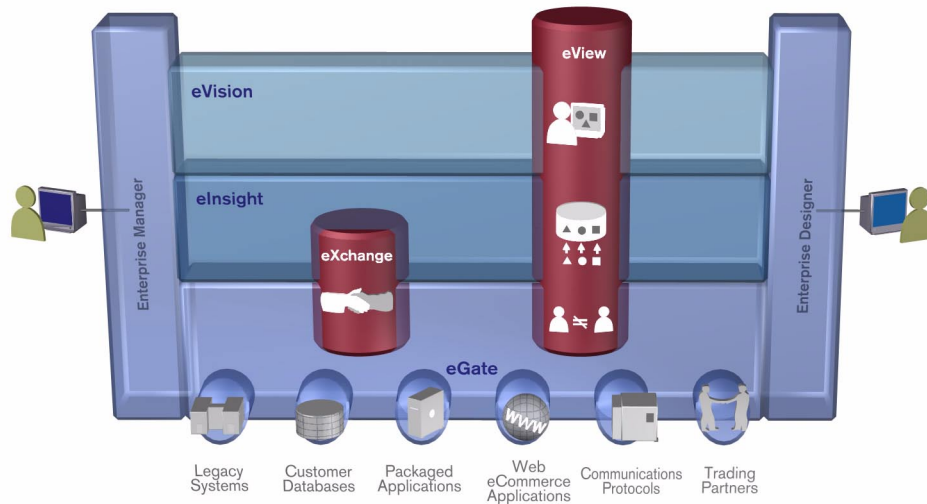 eView
eVision
eInsight
Enterprise Manager
Enterprise Designer
eXchange
eGate
WWW
Legacy
Systems
Customer
Databases
Packaged
Applications
Web
eCommerce
Applications
Communications
Protocols
Trading
Partners